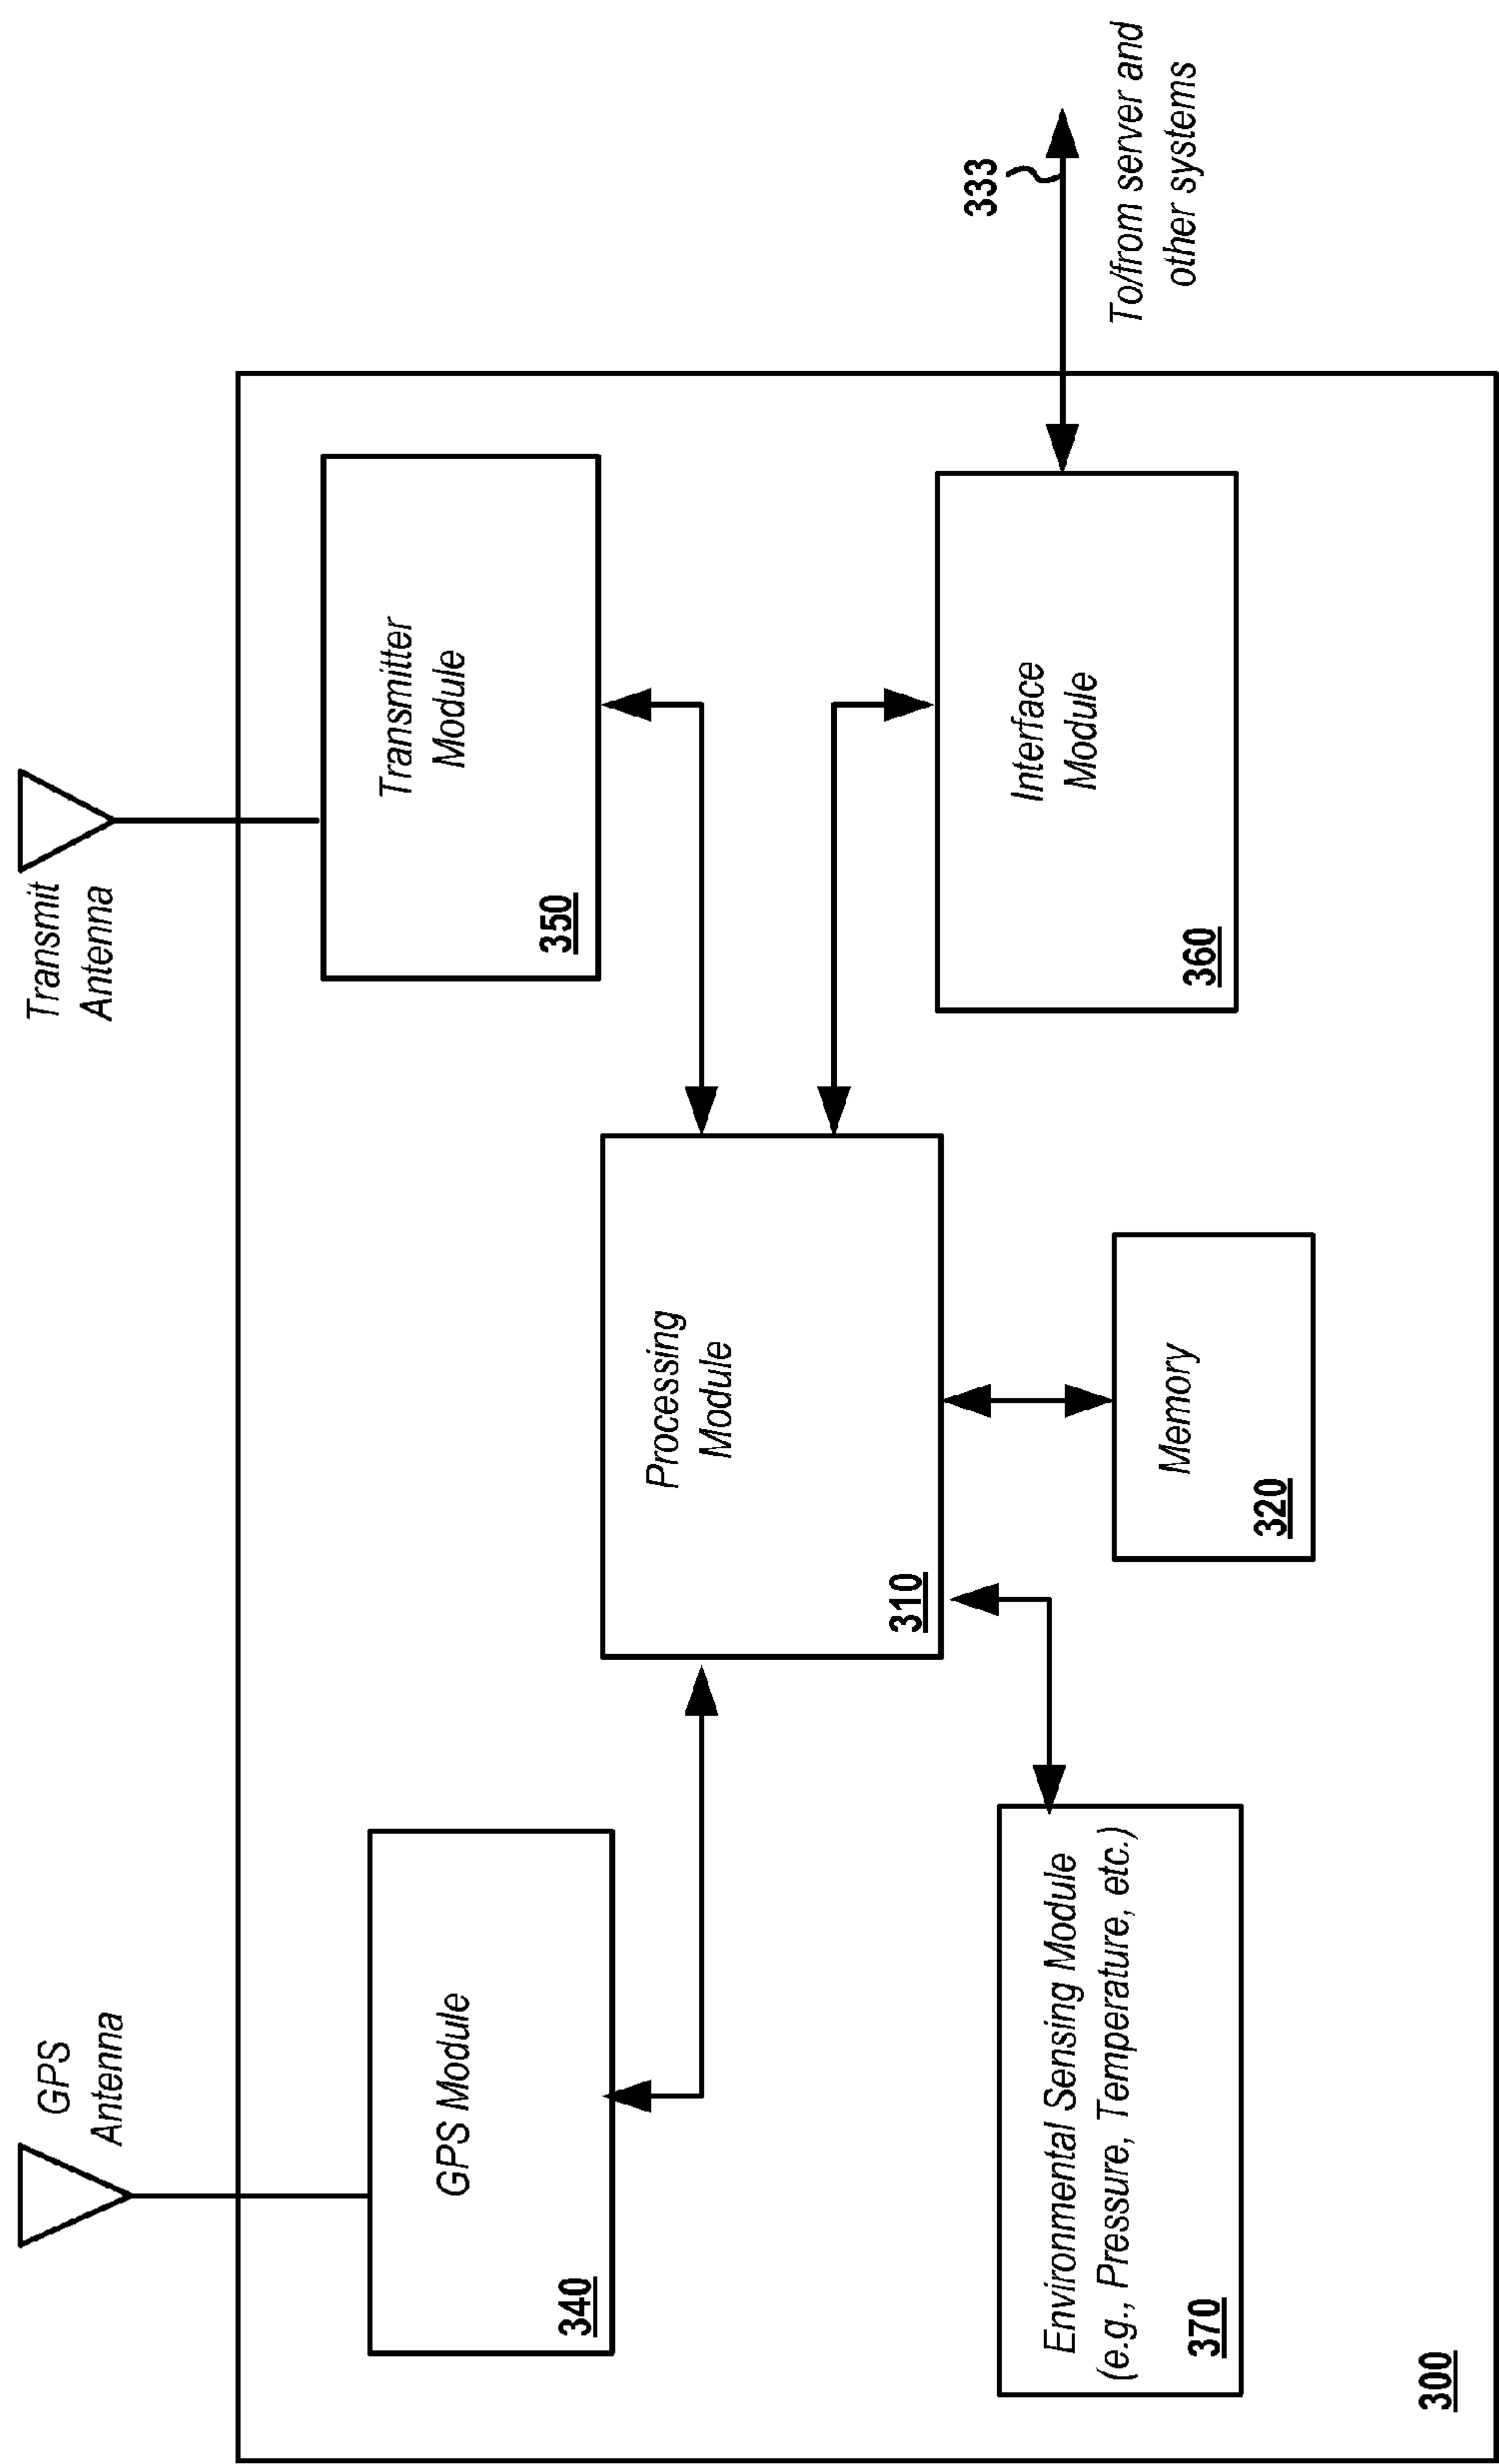 GPS
Antenna
Transmit
Antenna
GPS Module
340
Transmitter
Module
350
Processing
Module
310
Environmental Sensing Module
(e.g., Pressure, Temperature, etc.)
370
Memory
320
Interface
Module
360
333
To/from server and
other systems
300